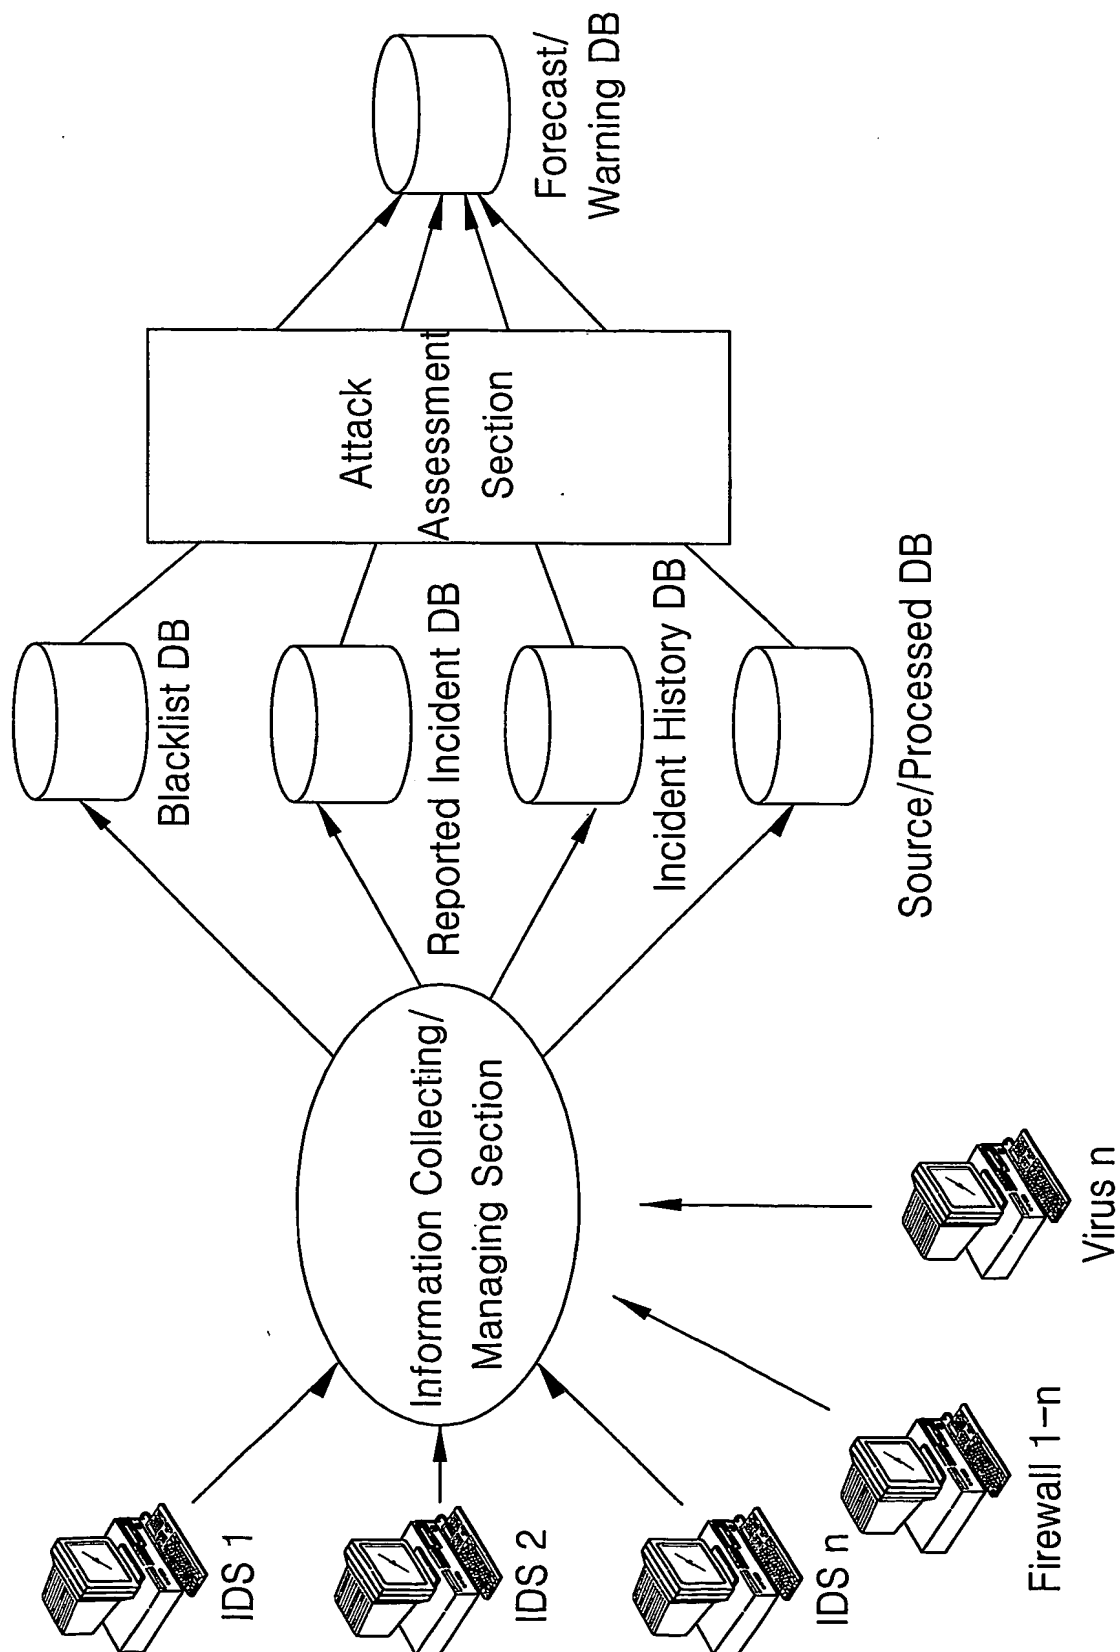 IDS 1
IDS 2
IDS n
Firewall 1-n
Virus n
Information Collecting/
Managing Section
Blacklist DB
Reported Incident DB
Incident History DB
Source/Processed DB
Attack
Assessment
Section
Forecast/
Warning DB